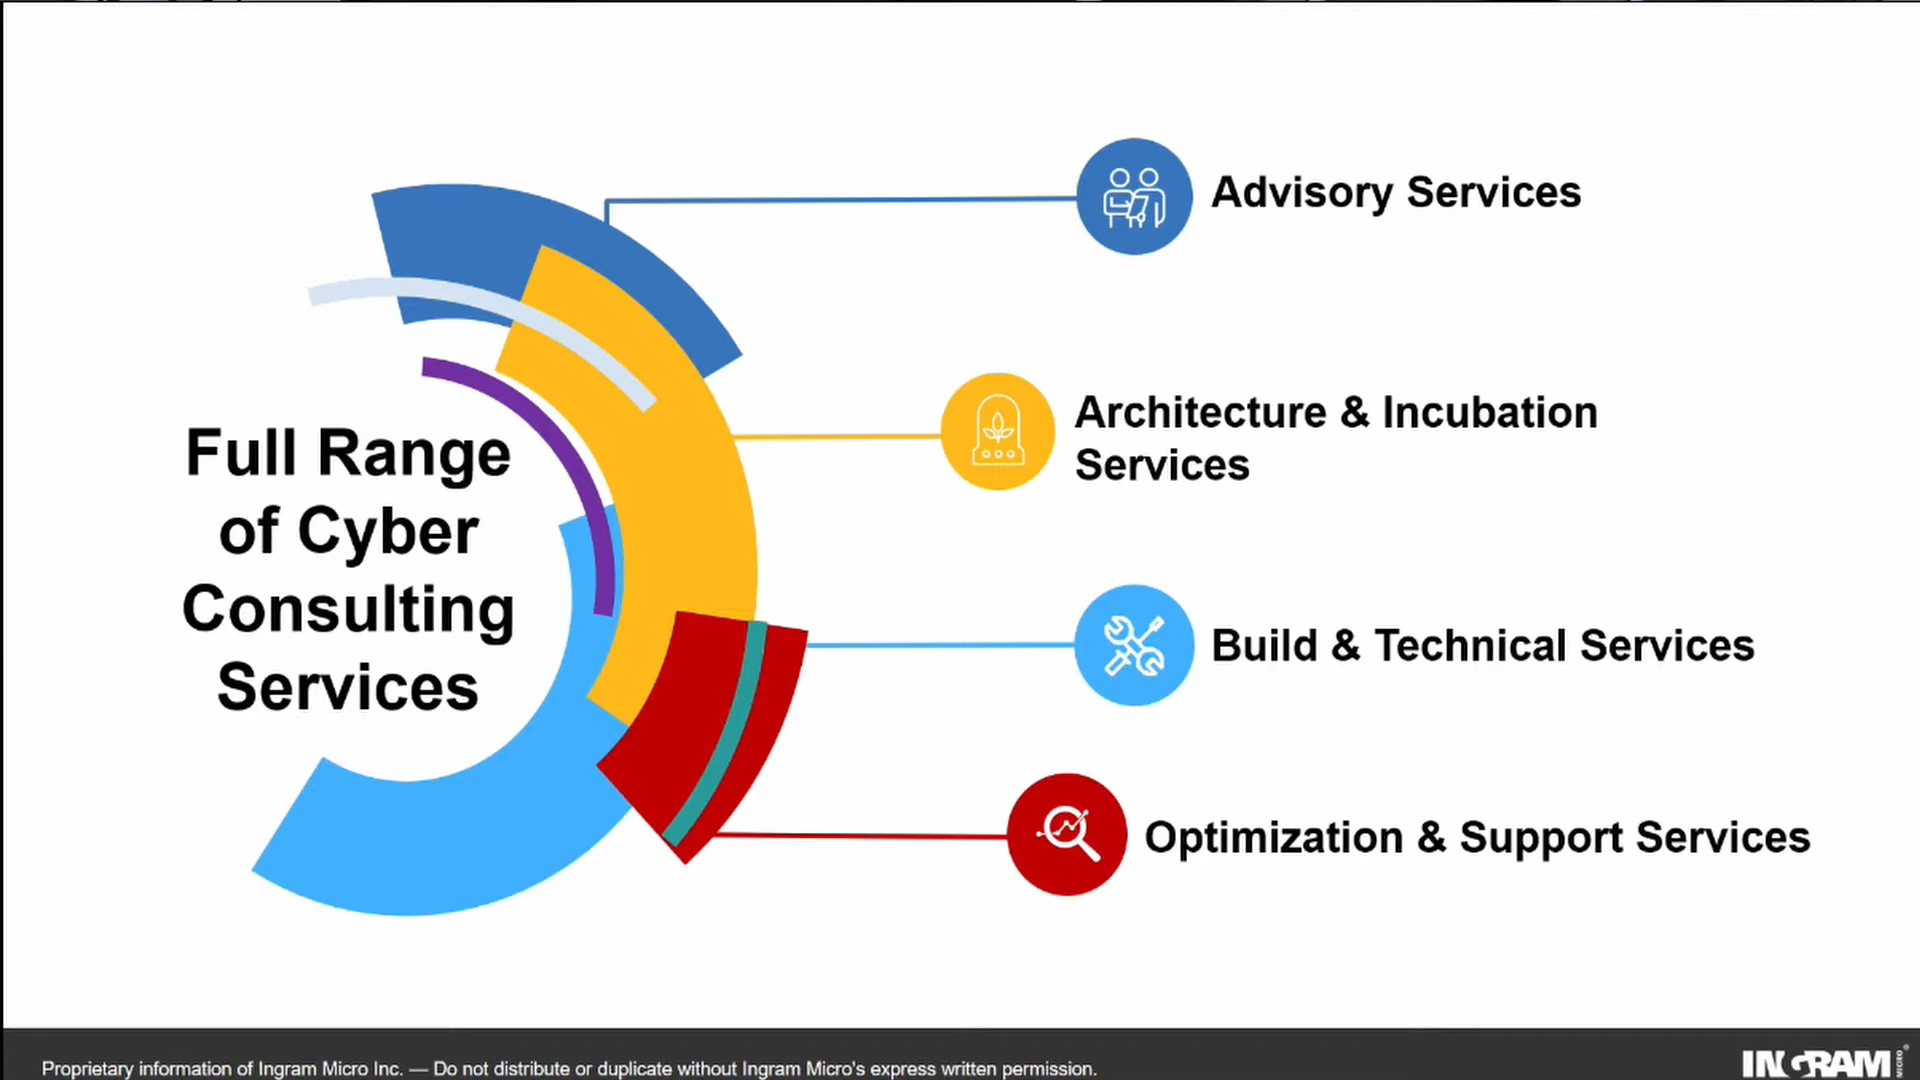 Full Range
of Cyber
Consulting
Services
Advisory Services
Architecture & Incubation
Services
Build & Technical Services
Optimization & Support Services
Proprietary information of Ingram Micro Inc. — Do not distribute or duplicate without Ingram Micro's express written permission.
INGRAM MICRO ®